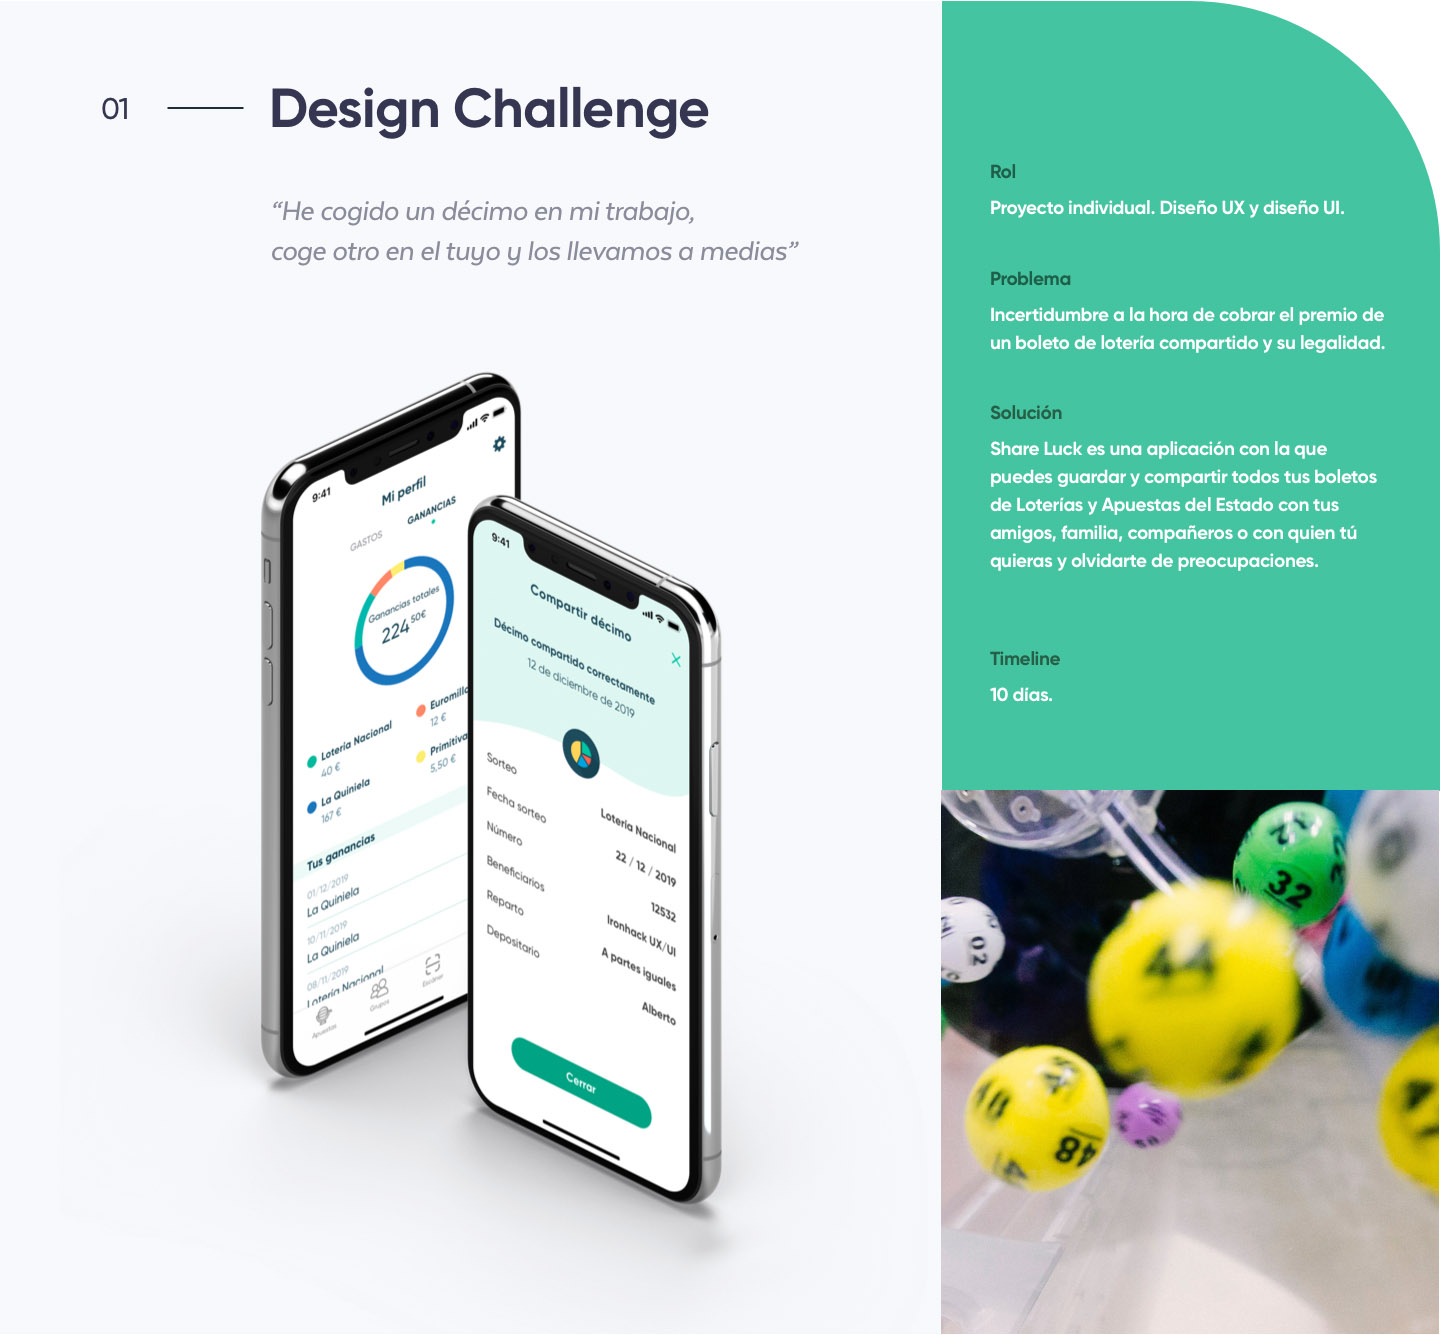 01
Design Challenge
“He cogido un décimo en mi trabajo,
coge otro en el tuyo y los llevamos a medias”
9:41
Mi perfil
GASTOS
GANANCIAS
Ganancias totales
224 50€
Lotería Nacional
40 €
La Quiniela
167 €
Euromillo
12 €
Primitiva
5,50 €
Tus ganancias
01/12/2019
La Quiniela
10/11/2019
La Quiniela
08/11/2019
Lotería Nacional
Apuestas
Grupos
Escáner
9:41
Compartir décimo
Décimo compartido correctamente
12 de diciembre de 2019
Sorteo
Lotería Nacional
Fecha sorteo
22 / 12 / 2019
Número
12532
Beneficiarios
Ironhack UX/UI
Reparto
A partes iguales
Depositario
Alberto
Cerrar
Rol
Proyecto individual. Diseño UX y diseño UI.
Problema
Incertidumbre a la hora de cobrar el premio de
un boleto de lotería compartido y su legalidad.
Solución
Share Luck es una aplicación con la que
puedes guardar y compartir todos tus boletos
de Loterías y Apuestas del Estado con tus
amigos, familia, compañeros o con quien tú
quieras y olvidarte de preocupaciones.
Timeline
10 días.
32
02
48